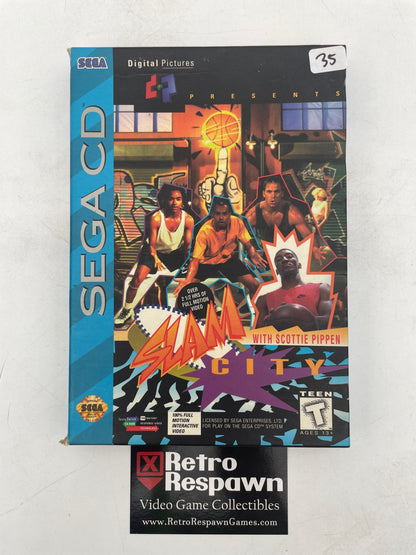 SEGA
Digital Pictures
35
PRESENTS
SEGA CD
OVER
2 1/2 HRS OF
FULL MOTION
VIDEO
SLAM
CITY
WITH SCOTTIE PIPPEN
TEEN
T
AGES 13+
SEGA
100% FULL
MOTION
INTERACTIVE
VIDEO
LICENSED BY SEGA ENTERPRISES, LTD.
FOR PLAY ON THE SEGA CD™ SYSTEM
Retro
Respawn
Video Game Collectibles
www.RetroRespawnGames.com